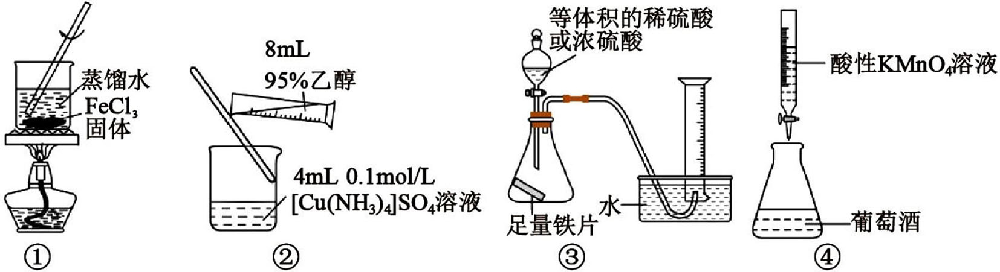 蒸馏水
FeCl₃
固体
①
8mL
95%乙醇
4mL 0.1mol/L
[Cu(NH₃)₄]SO₄溶液
②
等体积的稀硫酸
或浓硫酸
水
足量铁片
③
酸性KMnO₄溶液
葡萄酒
④